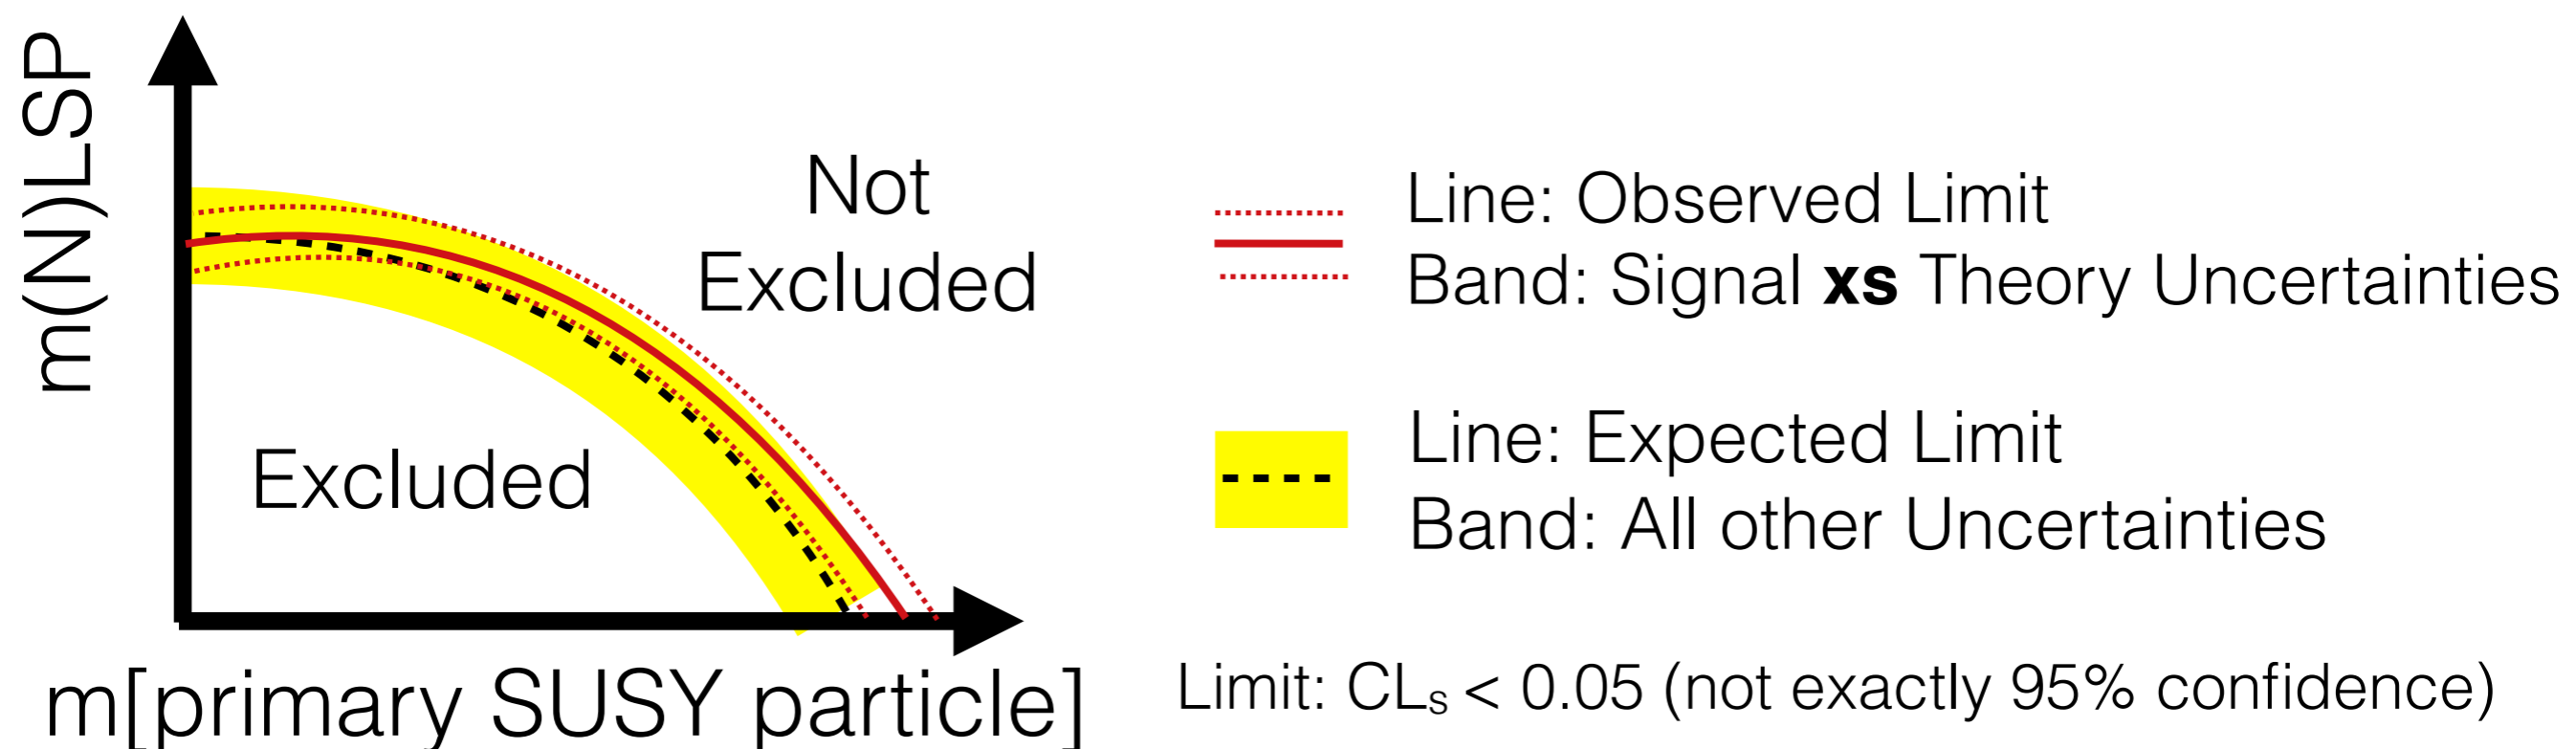 m(N)LSP
Not
Excluded
Excluded
m[primary SUSY particle]
Line: Observed Limit
Band: Signal xs Theory Uncertainties
Line: Expected Limit
Band: All other Uncertainties
Limit: CLs < 0.05 (not exactly 95% confidence)